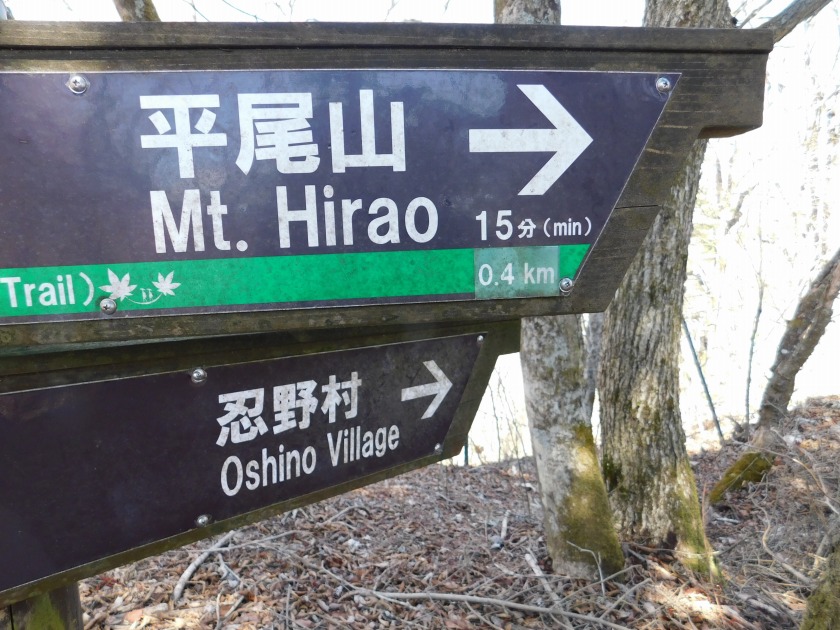 平尾山
Mt. Hirao
15分(min)
Trail)
0.4 km
忍野村
Oshino Village